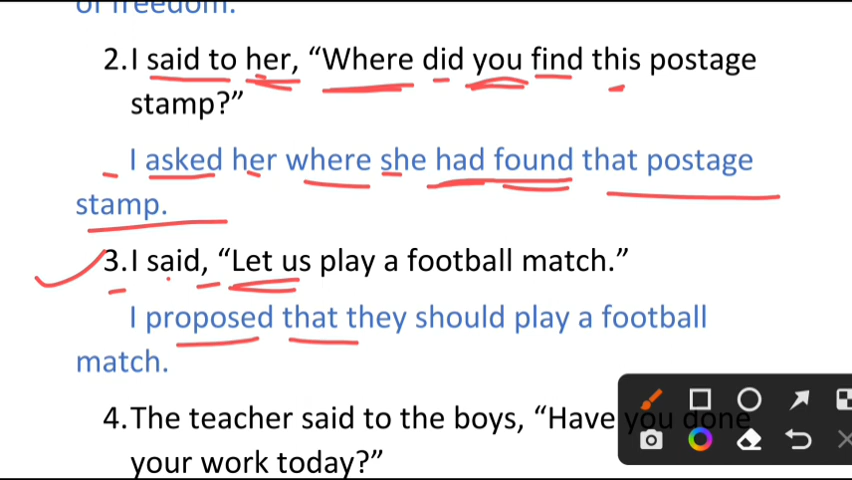 of freedom.
2.I said to her, “Where did you find this postage
stamp?”
I asked her where she had found that postage
stamp.
3.I said, “Let us play a football match.”
I proposed that they should play a football
match.
4.The teacher said to the boys, “Have you done
your work today?”